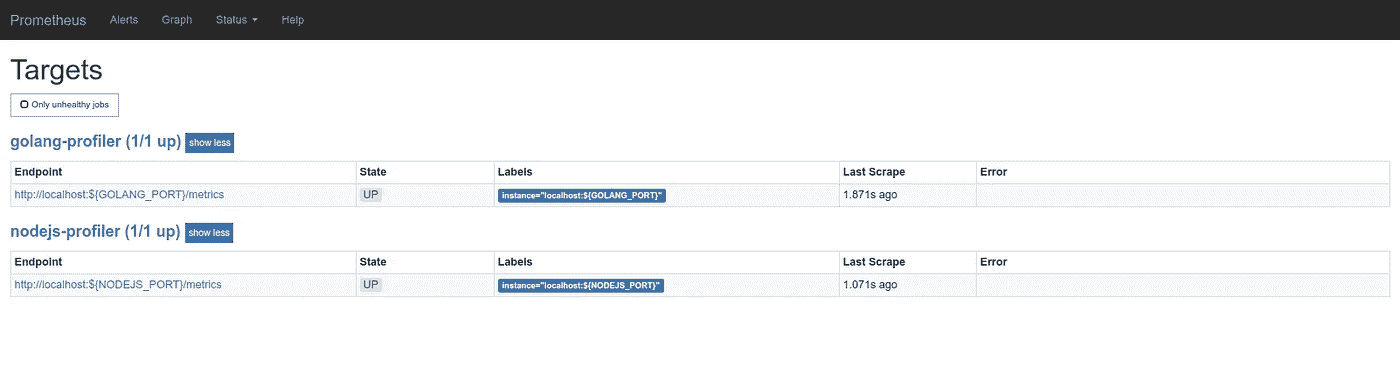 Prometheus Alerts Graph Status Help
Targets
Only unhealthy jobs
golang-profiler (1/1 up) show less
Endpoint State Labels Last Scrape Error
http://localhost:${GOLANG_PORT}/metrics UP instance="localhost:${GOLANG_PORT}" 1.871s ago
nodejs-profiler (1/1 up) show less
Endpoint State Labels Last Scrape Error
http://localhost:${NODEJS_PORT}/metrics UP instance="localhost:${NODEJS_PORT}" 1.071s ago